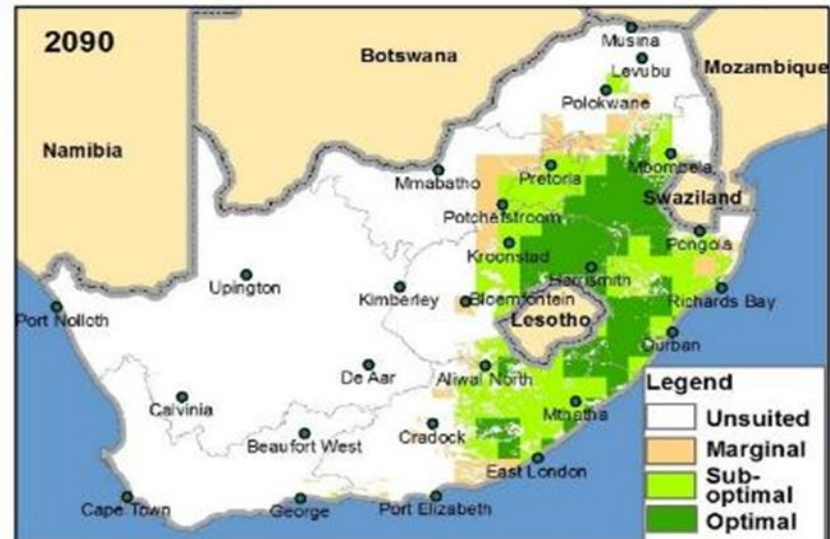 2090
Botswana
Musina
Levubu
Mozambique
Polokwane
Namibia
Mmabatho
Pretoria
Mbombela
Swaziland
Potchefstroom
Pongola
Kroonstad
Upington
Kimberley
Harrismith
Bloemfontein
Richards Bay
Port Nolloth
Lesotho
Durban
De Aar
Aliwal North
Calvinia
Mthatha
Beaufort West
Cradock
East London
Cape Town
George
Port Elizabeth
Legend
Unsuited
Marginal
Sub-
optimal
Optimal